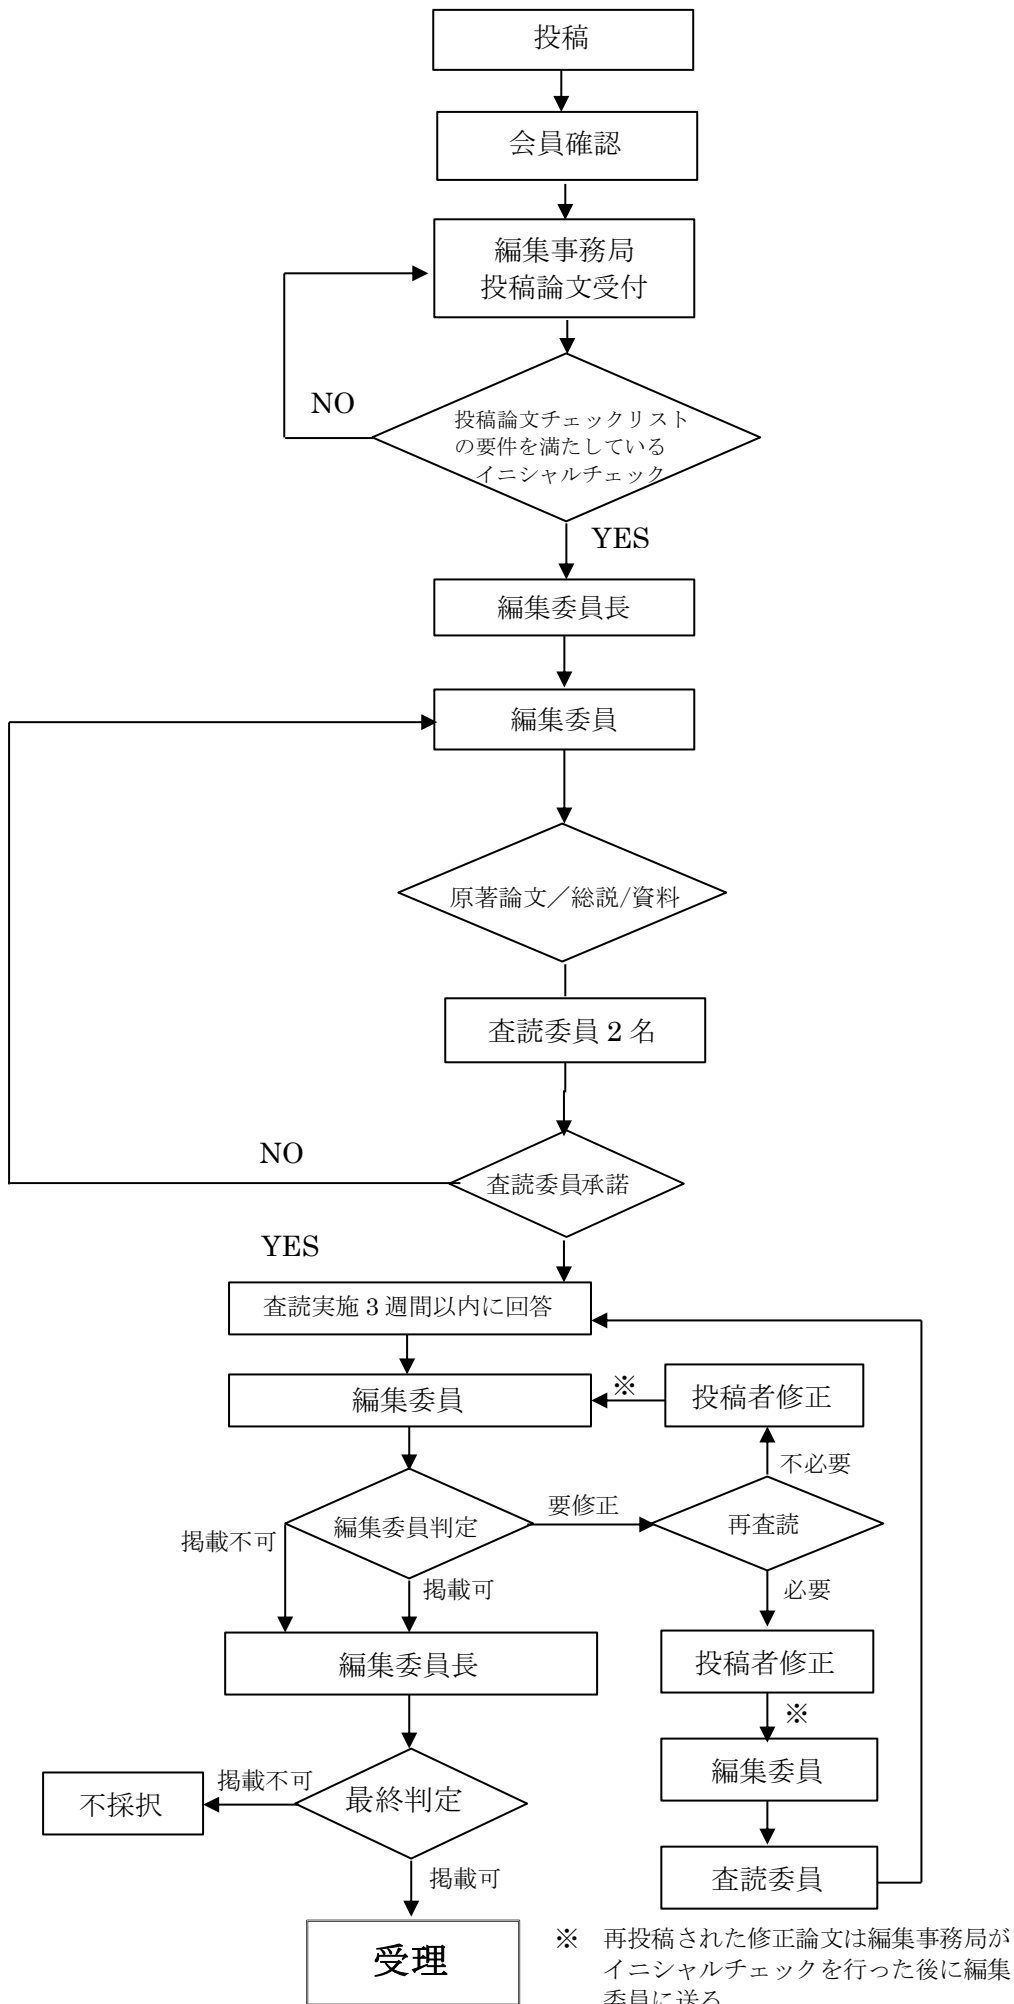 投稿
会員確認
編集事務局
投稿論文受付
NO
投稿論文チェックリスト
の要件を満たしている
イニシャルチェック
YES
編集委員長
編集委員
原著論文／総説/資料
査読委員 2 名
NO
査読委員承諾
YES
査読実施 3 週間以内に回答
編集委員
※
投稿者修正
不必要
掲載不可
編集委員判定
要修正
再査読
掲載可
必要
編集委員長
投稿者修正
※
編集委員
不採択
掲載不可
最終判定
査読委員
掲載可
受理
※ 再投稿された修正論文は編集事務局が
イニシャルチェックを行った後に編集
委員に送る